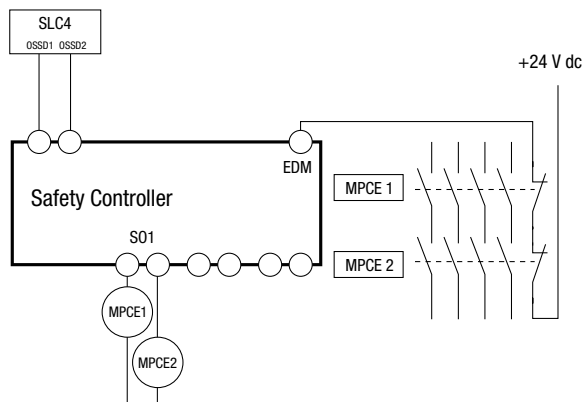 SLC4
OSSD1 OSSD2
+24 V dc
EDM
Safety Controller
MPCE 1
SO1
MPCE 2
MPCE1
MPCE2